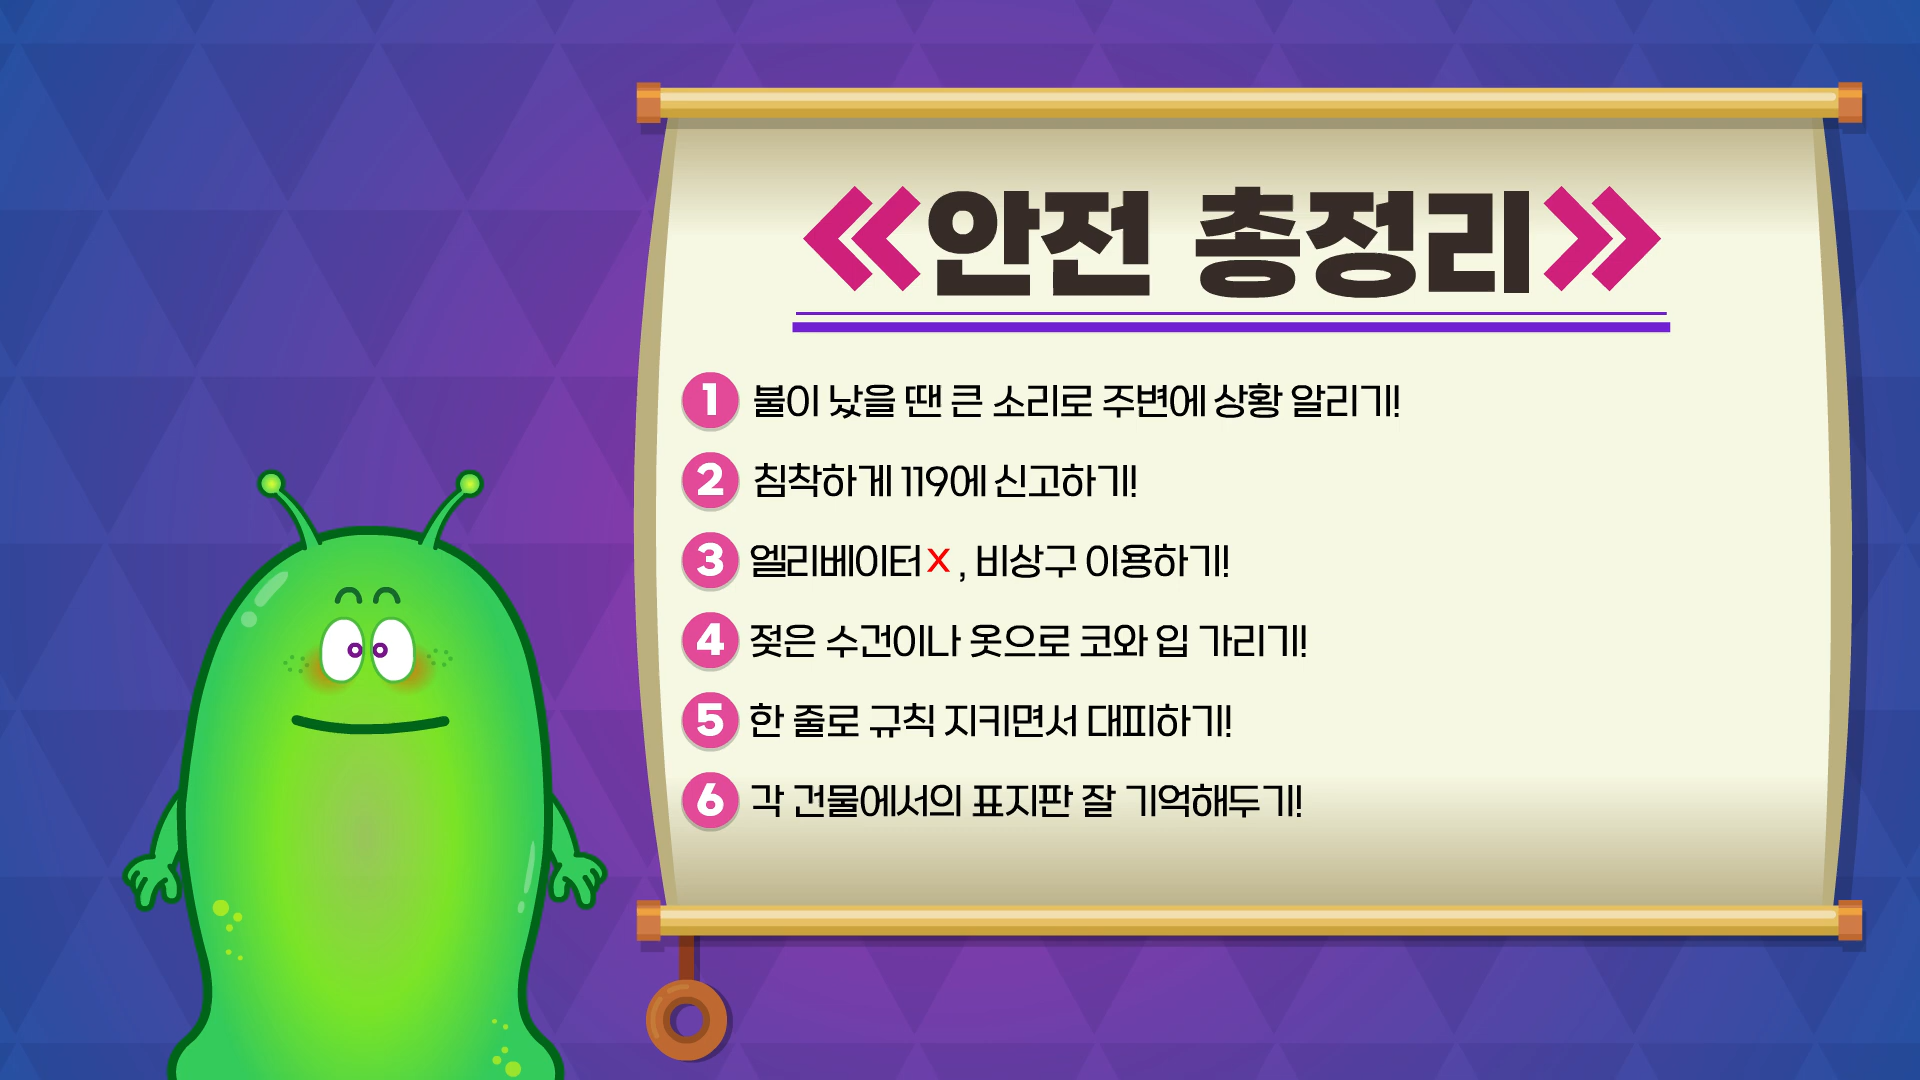 안전 총정리
1 불이 났을 땐 큰 소리로 주변에 상황 알리기!
2 침착하게 119에 신고하기!
3 엘리베이터X, 비상구 이용하기!
4 젖은 수건이나 옷으로 코와 입 가리기!
5 한 줄로 규칙 지키면서 대피하기!
6 각 건물에서의 표지판 잘 기억해두기!